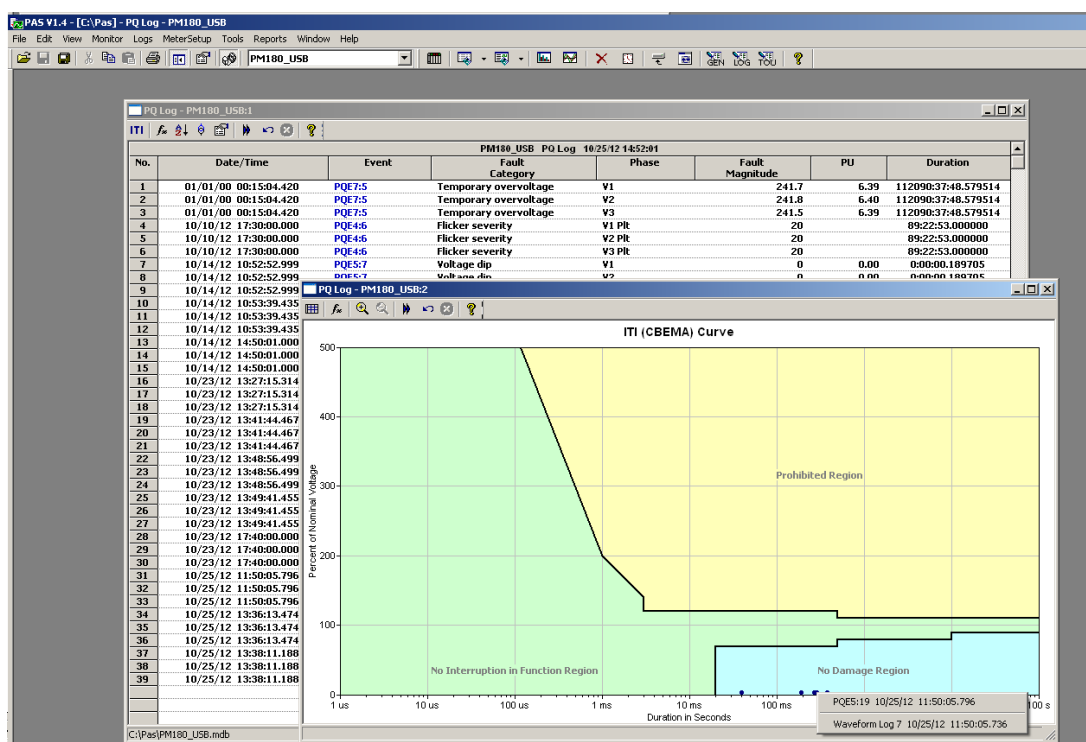 PAS V1.4 - [C:\Pas] - PQ Log - PM180_USB
File Edit View Monitor Logs MeterSetup Tools Reports Window Help
PM180_USB
GEN LOG TOU
PQ Log - PM180_USB:1
ITI
PM180_USB PQ Log 10/25/12 14:52:01
No. Date/Time Event Fault Category Phase Fault Magnitude PU Duration
1 01/01/00 00:15:04.420 PQE7:5 Temporary overvoltage V1 241.7 6.39 112090:37:48.579514
2 01/01/00 00:15:04.420 PQE7:5 Temporary overvoltage V2 241.8 6.40 112090:37:48.579514
3 01/01/00 00:15:04.420 PQE7:5 Temporary overvoltage V3 241.5 6.39 112090:37:48.579514
4 10/10/12 17:30:00.000 PQE4:6 Flicker severity V1 Plt 20 89:22:53.000000
5 10/10/12 17:30:00.000 PQE4:6 Flicker severity V2 Plt 20 89:22:53.000000
6 10/10/12 17:30:00.000 PQE4:6 Flicker severity V3 Plt 20 89:22:53.000000
7 10/14/12 10:52:52.999 PQE5:7 Voltage dip V1 0 0.00 0:00:00.189705
8 10/14/12 10:52:52.999 PQE5:7 Voltage dip V2 0 0.00 0:00:00.189705
9 10/14/12 10:52:52.999
10 10/14/12 10:53:39.435
11 10/14/12 10:53:39.435
12 10/14/12 10:53:39.435
13 10/14/12 14:50:01.000
14 10/14/12 14:50:01.000
15 10/14/12 14:50:01.000
16 10/23/12 13:27:15.314
17 10/23/12 13:27:15.314
18 10/23/12 13:27:15.314
19 10/23/12 13:41:44.467
20 10/23/12 13:41:44.467
21 10/23/12 13:41:44.467
22 10/23/12 13:48:56.499
23 10/23/12 13:48:56.499
24 10/23/12 13:48:56.499
25 10/23/12 13:49:41.455
26 10/23/12 13:49:41.455
27 10/23/12 13:49:41.455
28 10/23/12 17:40:00.000
29 10/23/12 17:40:00.000
30 10/23/12 17:40:00.000
31 10/25/12 11:50:05.796
32 10/25/12 11:50:05.796
33 10/25/12 11:50:05.796
34 10/25/12 13:36:13.474
35 10/25/12 13:36:13.474
36 10/25/12 13:36:13.474
37 10/25/12 13:38:11.188
38 10/25/12 13:38:11.188
39 10/25/12 13:38:11.188
C:\Pas\PM180_USB.mdb
PQ Log - PM180_USB:2
ITI (CBEMA) Curve
Percent of Nominal Voltage
500
400
300
200
100
0
Prohibited Region
No Interruption in Function Region
No Damage Region
1 us 10 us 100 us 1 ms 10 ms 100 ms 100 s
Duration in Seconds
PQE5:19 10/25/12 11:50:05.796
Waveform Log 7 10/25/12 11:50:05.736